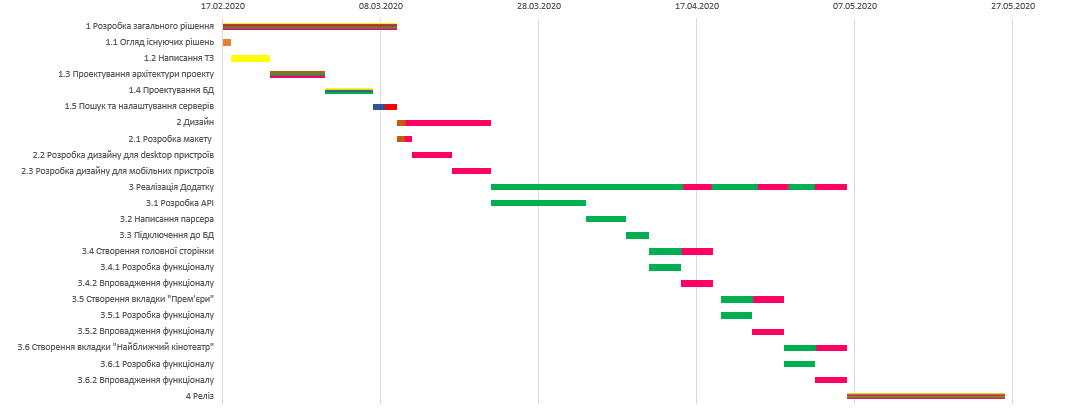 17.02.2020 08.03.2020 28.03.2020 17.04.2020 07.05.2020 27.05.2020
1 Розробка загального рішення
1.1 Огляд існуючих рішень
1.2 Написання ТЗ
1.3 Проектування архітектури проекту
1.4 Проектування БД
1.5 Пошук та налаштування серверів
2 Дизайн
2.1 Розробка макету
2.2 Розробка дизайну для desktop пристроїв
2.3 Розробка дизайну для мобільних пристроїв
3 Реалізація Додатку
3.1 Розробка API
3.2 Написання парсера
3.3 Підключення до БД
3.4 Створення головної сторінки
3.4.1 Розробка функціоналу
3.4.2 Впровадження функціоналу
3.5 Створення вкладки "Прем'єри"
3.5.1 Розробка функціоналу
3.5.2 Впровадження функціоналу
3.6 Створення вкладки "Найближчий кінотеатр"
3.6.1 Розробка функціоналу
3.6.2 Впровадження функціоналу
4 Реліз